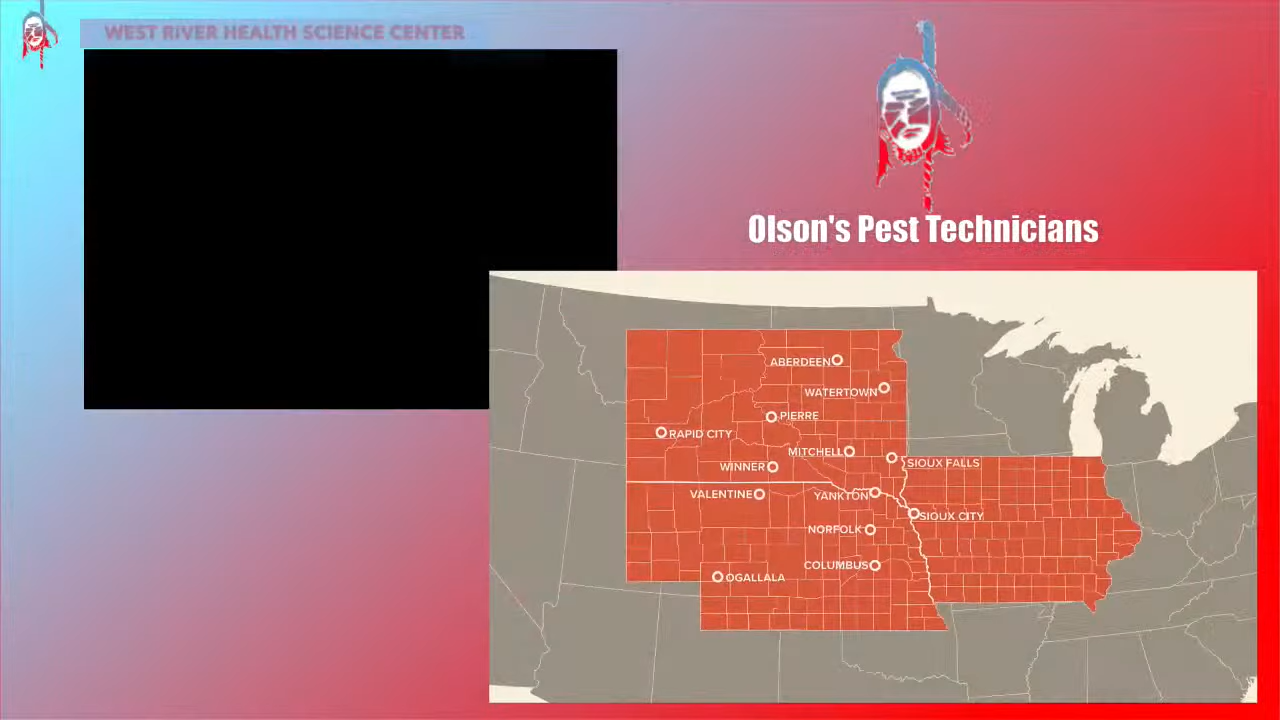 WEST RIVER HEALTH SCIENCE CENTER
Olson's Pest Technicians
ABERDEEN
WATERTOWN
PIERRE
RAPID CITY
MITCHELL
SIOUX FALLS
WINNER
VALENTINE
YANKTON
SIOUX CITY
NORFOLK
COLUMBUS
OGALLALA